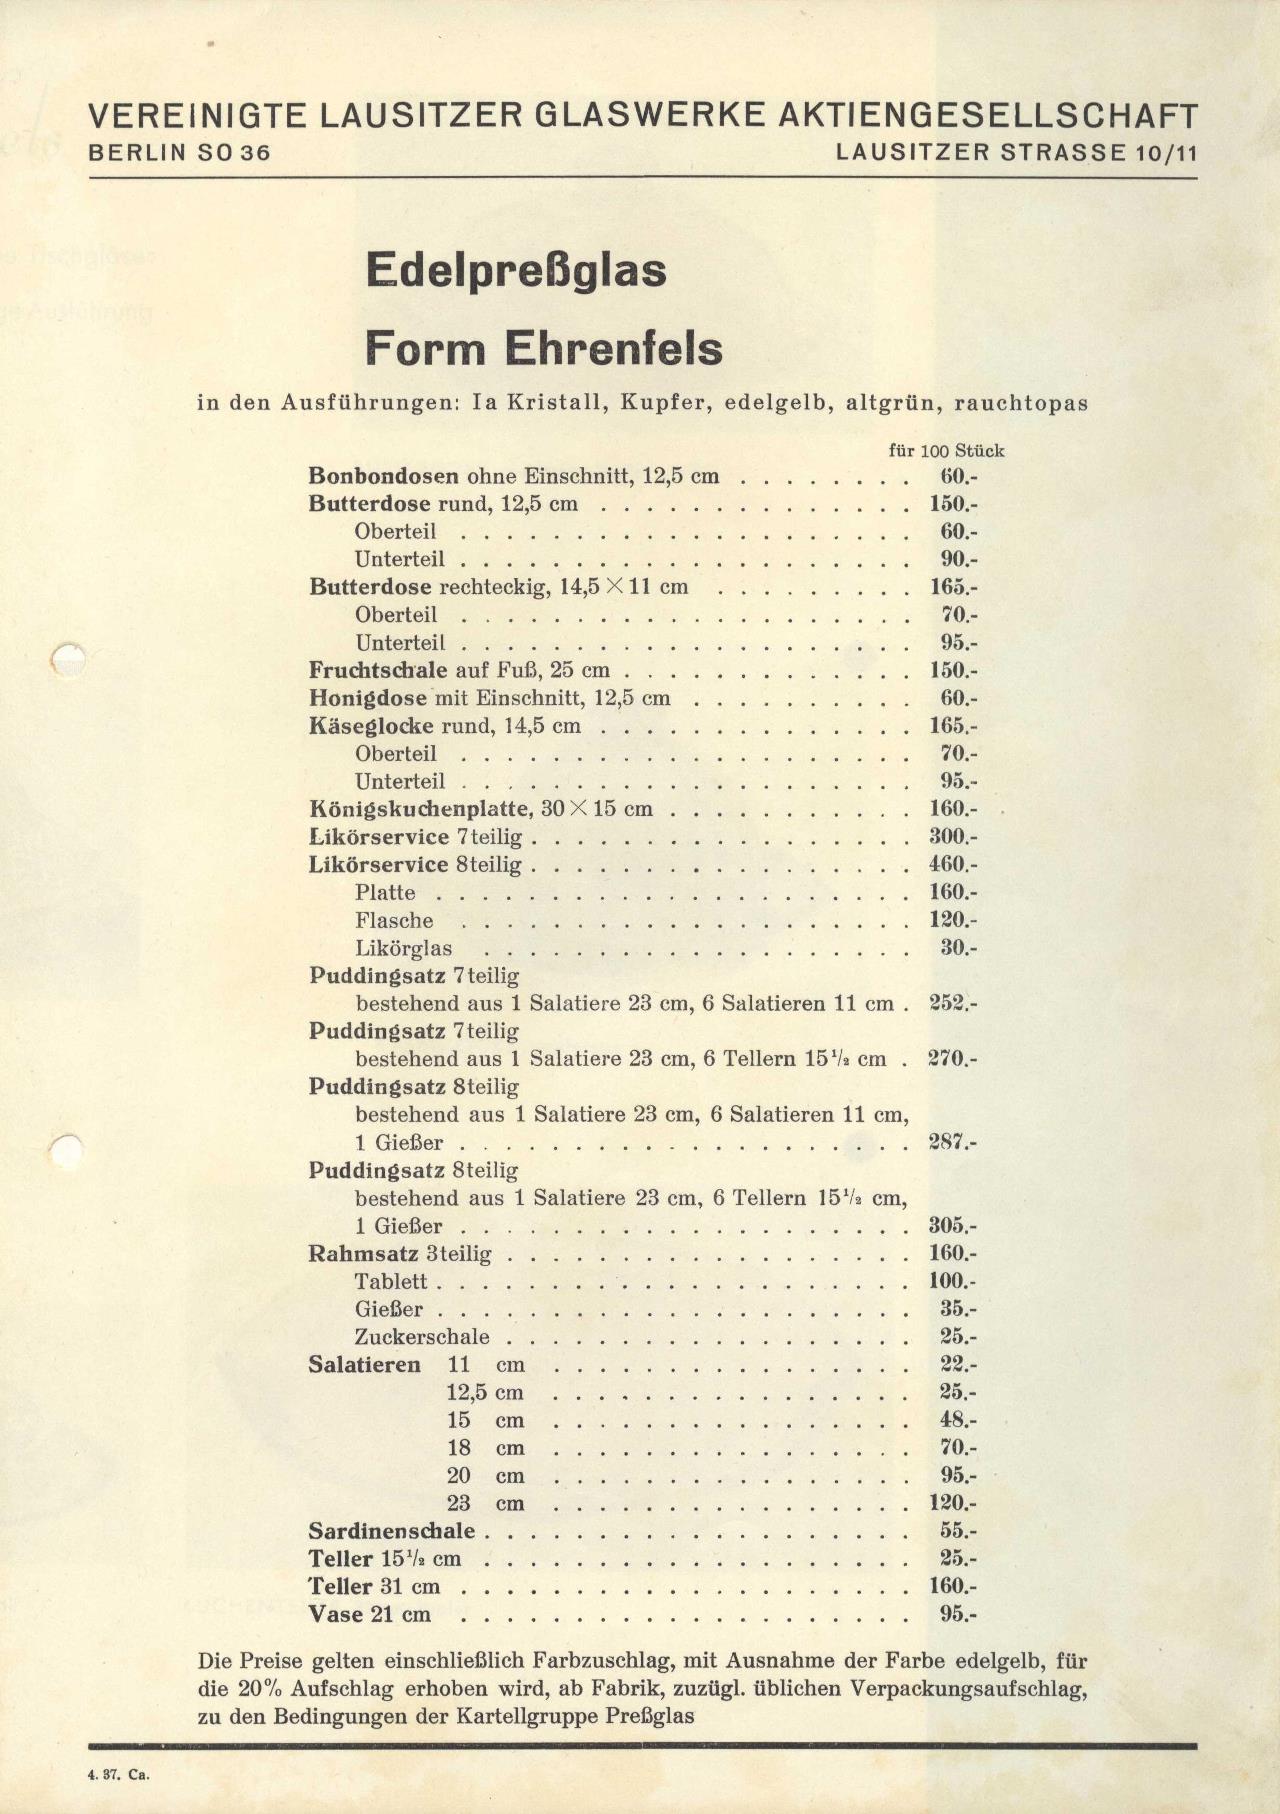 VEREINIGTE LAUSITZER GLASWERKE AKTIENGESELLSCHAFT
BERLIN SO 36 LAUSITZER STRASSE 10/11
Edelpreßglas
Form Ehrenfels
in den Ausführungen: Ia Kristall, Kupfer, edelgelb, altgrün, rauchtopas
für 100 Stück
Bonbondosen ohne Einschnitt, 12,5 cm . . . . . . . . 60.-
Butterdose rund, 12,5 cm . . . . . . . . . . . . . . 150.-
Oberteil . . . . . . . . . . . . . . . . . . . . 60.-
Unterteil . . . . . . . . . . . . . . . . . . . . 90.-
Butterdose rechteckig, 14,5 × 11 cm . . . . . . . . . 165.-
Oberteil . . . . . . . . . . . . . . . . . . . . 70.-
Unterteil . . . . . . . . . . . . . . . . . . . . 95.-
Fruchtschale auf Fuß, 25 cm . . . . . . . . . . . . . 150.-
Honigdose mit Einschnitt, 12,5 cm . . . . . . . . . . 60.-
Käseglocke rund, 14,5 cm . . . . . . . . . . . . . . 165.-
Oberteil . . . . . . . . . . . . . . . . . . . . 70.-
Unterteil . . . . . . . . . . . . . . . . . . . . 95.-
Königskuchenplatte, 30 × 15 cm . . . . . . . . . . . 160.-
Likörservice 7teilig . . . . . . . . . . . . . . . . . 300.-
Likörservice 8teilig . . . . . . . . . . . . . . . . . 460.-
Platte . . . . . . . . . . . . . . . . . . . . . 160.-
Flasche . . . . . . . . . . . . . . . . . . . . 120.-
Likörglas . . . . . . . . . . . . . . . . . . . 30.-
Puddingsatz 7teilig
bestehend aus 1 Salatiere 23 cm, 6 Salatieren 11 cm . 252.-
Puddingsatz 7teilig
bestehend aus 1 Salatiere 23 cm, 6 Tellern 15½ cm . 270.-
Puddingsatz 8teilig
bestehend aus 1 Salatiere 23 cm, 6 Salatieren 11 cm,
1 Gießer . . . . . . . . . . . . . . . . . . . . 287.-
Puddingsatz 8teilig
bestehend aus 1 Salatiere 23 cm, 6 Tellern 15½ cm,
1 Gießer . . . . . . . . . . . . . . . . . . . . 305.-
Rahmsatz 3teilig . . . . . . . . . . . . . . . . . . 160.-
Tablett . . . . . . . . . . . . . . . . . . . . . 100.-
Gießer . . . . . . . . . . . . . . . . . . . . . 35.-
Zuckerschale . . . . . . . . . . . . . . . . . . 25.-
Salatieren 11 cm . . . . . . . . . . . . . . . . 22.-
12,5 cm . . . . . . . . . . . . . . . . 25.-
15 cm . . . . . . . . . . . . . . . . 48.-
18 cm . . . . . . . . . . . . . . . . 70.-
20 cm . . . . . . . . . . . . . . . . 95.-
23 cm . . . . . . . . . . . . . . . . 120.-
Sardinenschale . . . . . . . . . . . . . . . . . . . 55.-
Teller 15½ cm . . . . . . . . . . . . . . . . . . . 25.-
Teller 31 cm . . . . . . . . . . . . . . . . . . . . 160.-
Vase 21 cm . . . . . . . . . . . . . . . . . . . . 95.-
Die Preise gelten einschließlich Farbzuschlag, mit Ausnahme der Farbe edelgelb, für
die 20% Aufschlag erhoben wird, ab Fabrik, zuzügl. üblichen Verpackungsaufschlag,
zu den Bedingungen der Kartellgruppe Preßglas
4. 37. Ca.